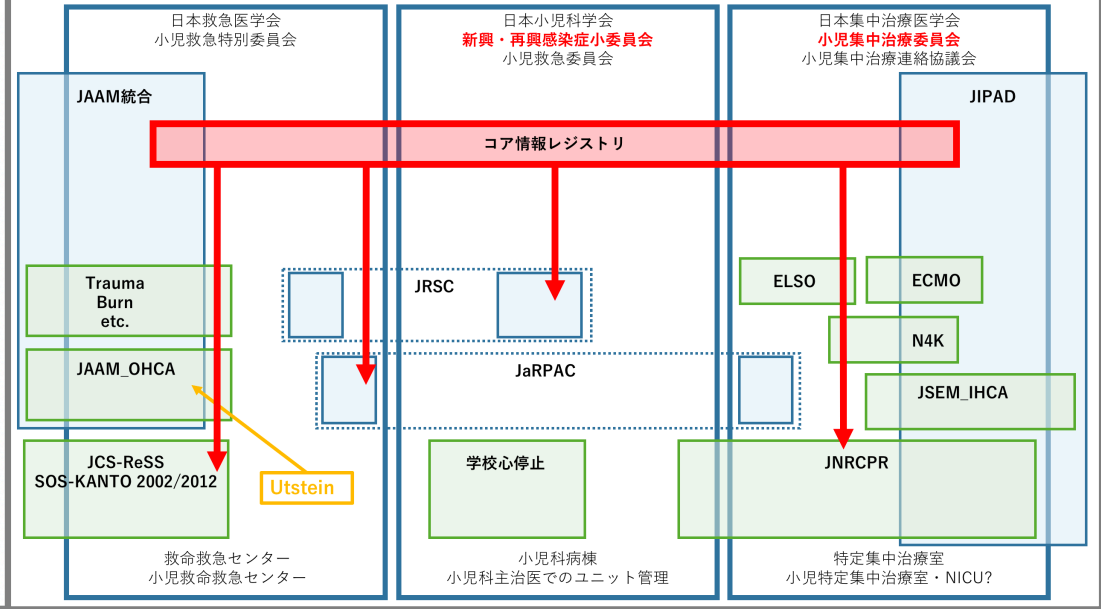 日本救急医学会
小児救急特別委員会
日本小児科学会
新興・再興感染症小委員会
小児救急委員会
日本集中治療医学会
小児集中治療委員会
小児集中治療連絡協議会
JAAM統合
JIPAD
コア情報レジストリ
Trauma
Burn
etc.
JRSC
ELSO
ECMO
N4K
JAAM_OHCA
JaRPAC
JSEM_IHCA
JCS-ReSS
SOS-KANTO 2002/2012
Utstein
学校心停止
JNRCPR
救命救急センター
小児救命救急センター
小児科病棟
小児科主治医でのユニット管理
特定集中治療室
小児特定集中治療室・NICU?